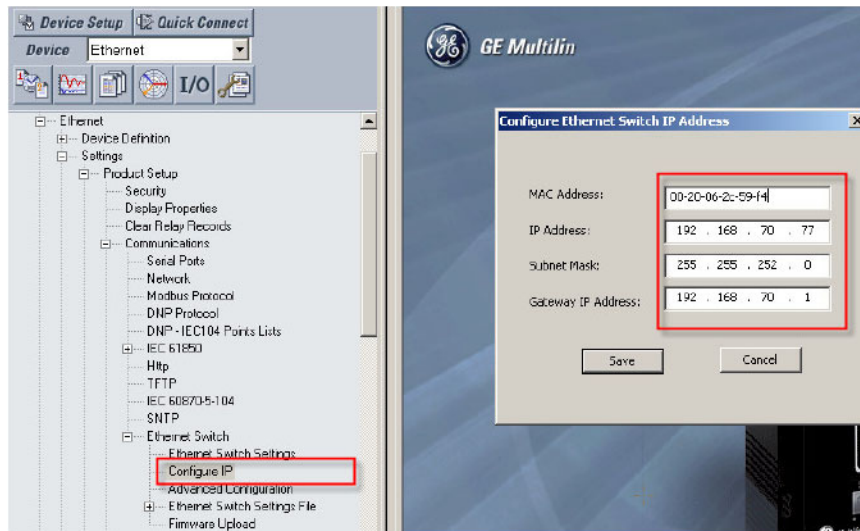 Device Setup
Quick Connect
Device
Ethernet
I/O
Ethernet
Device Definition
Settings
Product Setup
Security
Display Properties
Clear Relay Records
Communications
Serial Ports
Network
Modbus Protocol
DNP Protocol
DNP - IEC104 Points Lists
IEC 61850
Http
TFTP
IEC 60870-5-104
SNTP
Ethernet Switch
Ethernet Switch Settings
Configure IP
Advanced Configuration
Ethernet Switch Settings File
Firmware Upload
GE Multilin
Configure Ethernet Switch IP Address
MAC Address: 00-20-06-2c-59-f4
IP Address: 192 . 168 . 70 . 77
Subnet Mask: 255 . 255 . 252 . 0
Gateway IP Address: 192 . 168 . 70 . 1
Save
Cancel